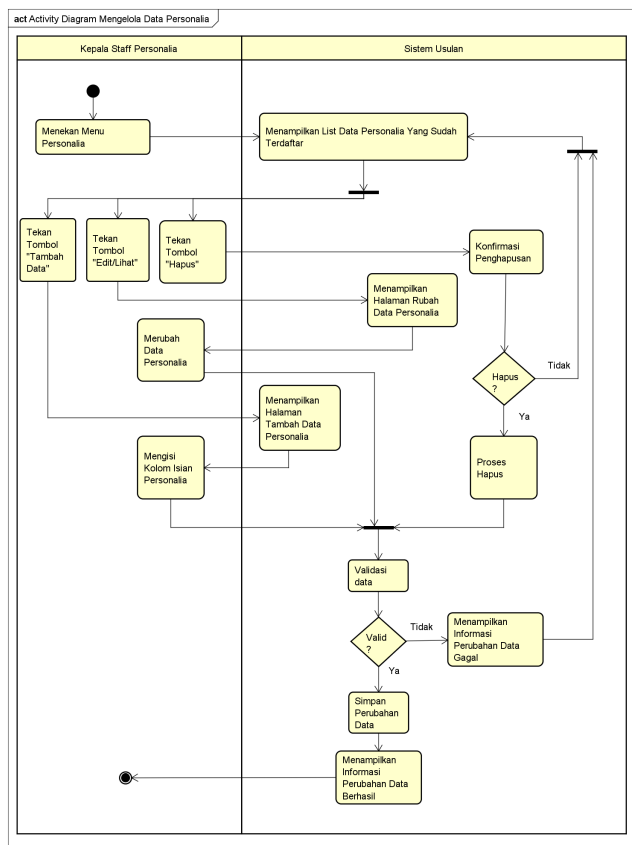 act Activity Diagram Mengelola Data Personalia
Kepala Staff Personalia
Sistem Usulan
Menekan Menu
Personalia
Menampilkan List Data Personalia Yang Sudah
Terdaftar
Tekan
Tombol
"Tambah
Data"
Tekan
Tombol
"Edit/Lihat"
Tekan
Tombol
"Hapus"
Konfirmasi
Penghapusan
Menampilkan
Halaman Rubah
Data Personalia
Merubah
Data
Personalia
Hapus
?
Tidak
Ya
Menampilkan
Halaman
Tambah Data
Personalia
Mengisi
Kolom Isian
Personalia
Proses
Hapus
Validasi
data
Valid
?
Tidak
Ya
Menampilkan
Informasi
Perubahan Data
Gagal
Simpan
Perubahan
Data
Menampilkan
Informasi
Perubahan Data
Berhasil